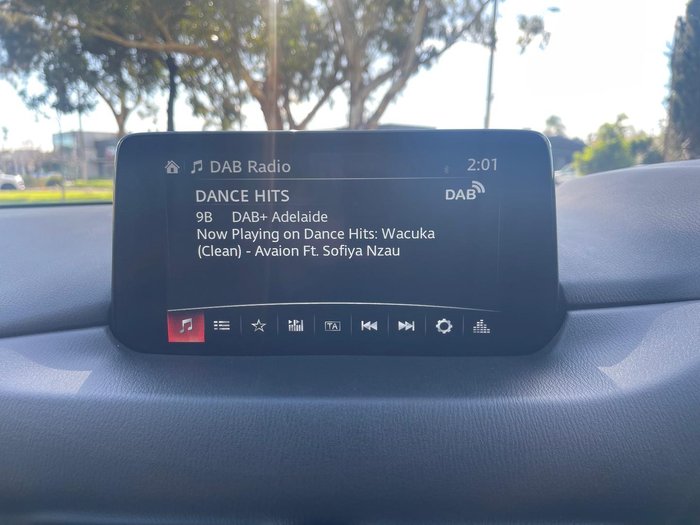 DAB Radio 2:01
DANCE HITS DAB
9B DAB+ Adelaide
Now Playing on Dance Hits: Wacuka
(Clean) - Avaion Ft. Sofiya Nzau
TA